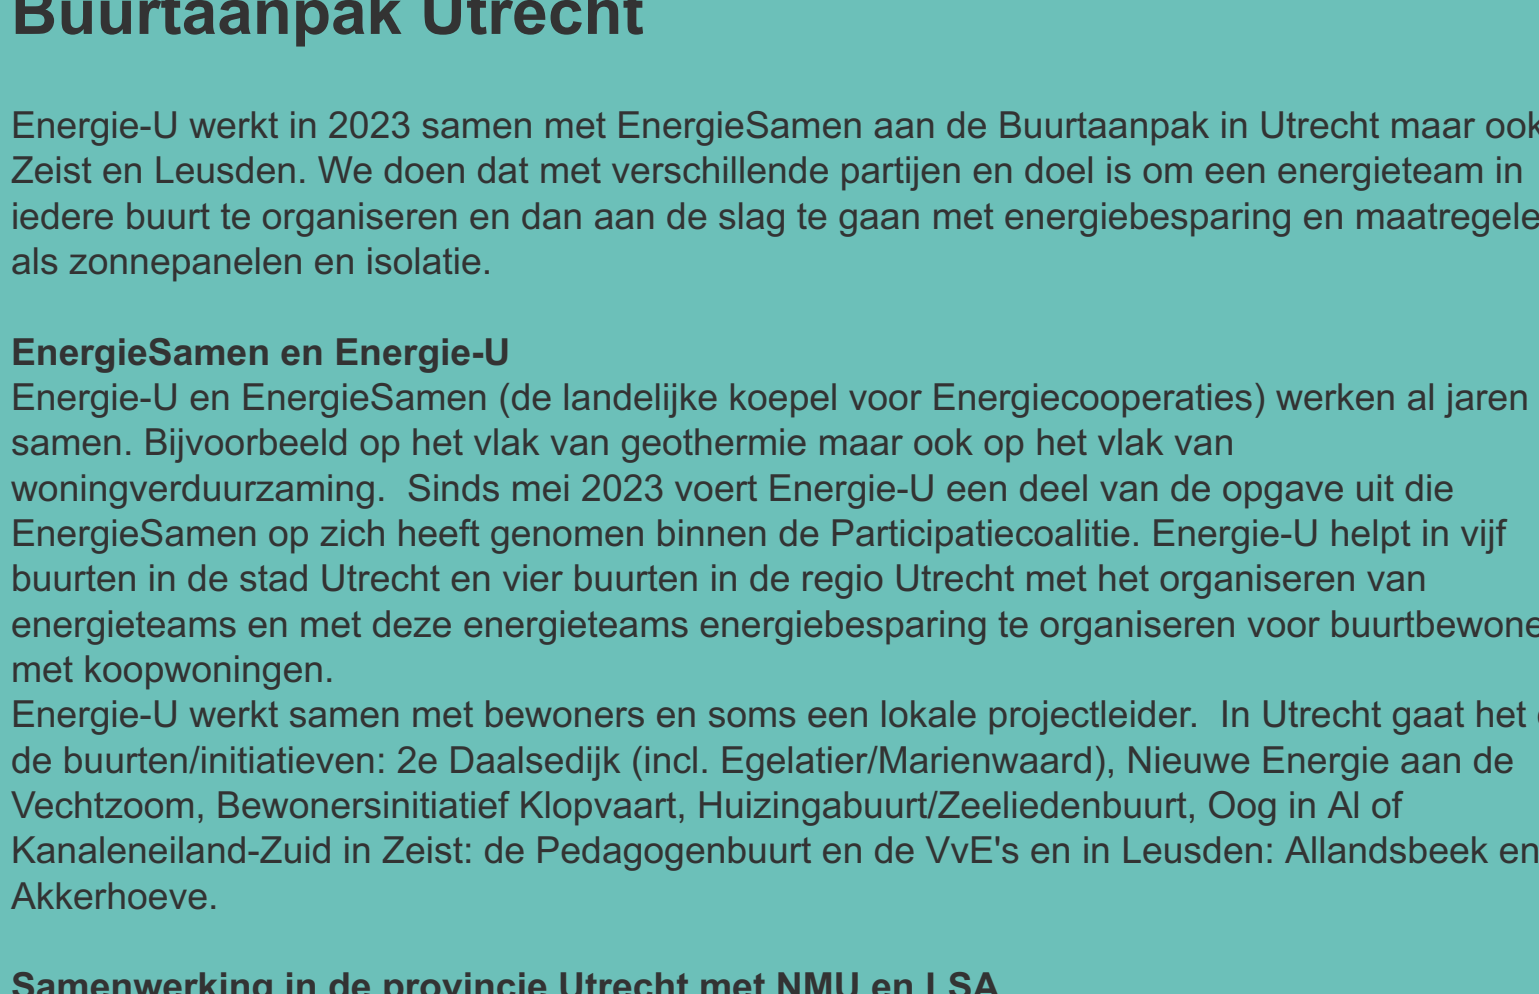 Buurtaanpak Utrecht
Energie-U werkt in 2023 samen met EnergieSamen aan de Buurtaanpak in Utrecht maar ook
Zeist en Leusden. We doen dat met verschillende partijen en doel is om een energieteam in
iedere buurt te organiseren en dan aan de slag te gaan met energiebesparing en maatregele
als zonnepanelen en isolatie.
EnergieSamen en Energie-U
Energie-U en EnergieSamen (de landelijke koepel voor Energiecooperaties) werken al jaren
samen. Bijvoorbeeld op het vlak van geothermie maar ook op het vlak van
woningverduurzaming.  Sinds mei 2023 voert Energie-U een deel van de opgave uit die
EnergieSamen op zich heeft genomen binnen de Participatiecoalitie. Energie-U helpt in vijf
buurten in de stad Utrecht en vier buurten in de regio Utrecht met het organiseren van
energieteams en met deze energieteams energiebesparing te organiseren voor buurtbewone
met koopwoningen.
Energie-U werkt samen met bewoners en soms een lokale projectleider.  In Utrecht gaat het
de buurten/initiatieven: 2e Daalsedijk (incl. Egelatier/Marienwaard), Nieuwe Energie aan de
Vechtzoom, Bewonersinitiatief Klopvaart, Huizingabuurt/Zeeliedenbuurt, Oog in Al of
Kanaleneiland-Zuid in Zeist: de Pedagogenbuurt en de VvE's en in Leusden: Allandsbeek en
Akkerhoeve.
Samenwerking in de provincie Utrecht met NMU en LSA